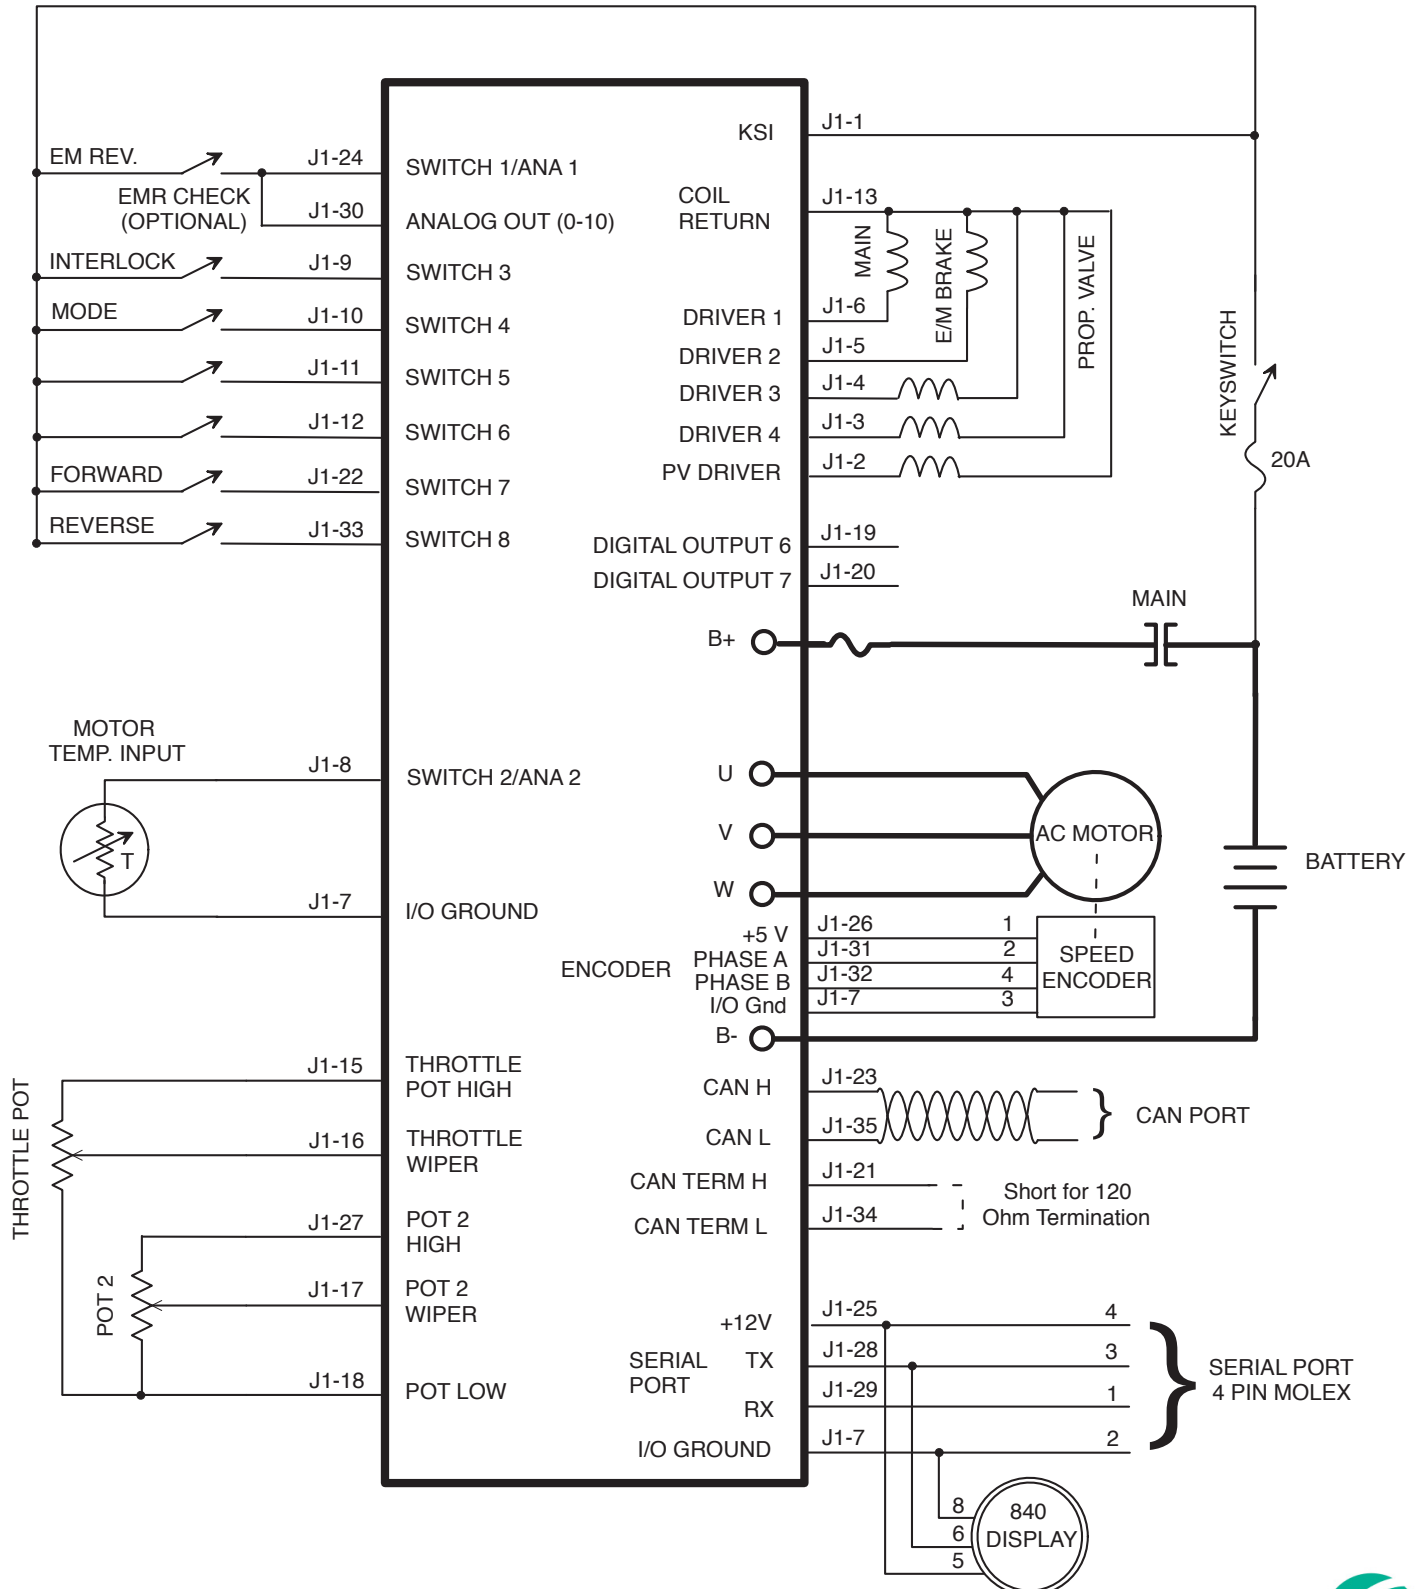 KSI
J1-1
EM REV.
J1-24
SWITCH 1/ANA 1
EMR CHECK
(OPTIONAL)
J1-30
ANALOG OUT (0-10)
COIL
RETURN
J1-13
INTERLOCK
J1-9
SWITCH 3
MAIN
E/M BRAKE
PROP. VALVE
MODE
J1-10
SWITCH 4
DRIVER 1
J1-6
DRIVER 2
J1-5
J1-11
SWITCH 5
DRIVER 3
J1-4
J1-12
SWITCH 6
DRIVER 4
J1-3
PV DRIVER
J1-2
KEYSWITCH
20A
FORWARD
J1-22
SWITCH 7
REVERSE
J1-33
SWITCH 8
DIGITAL OUTPUT 6
J1-19
DIGITAL OUTPUT 7
J1-20
MAIN
B+
MOTOR
TEMP. INPUT
J1-8
SWITCH 2/ANA 2
T
J1-7
I/O GROUND
U
V
W
AC MOTOR
BATTERY
ENCODER
+5 V
J1-26
1
PHASE A
J1-31
2
PHASE B
J1-32
4
I/O Gnd
J1-7
3
SPEED
ENCODER
B-
THROTTLE POT
J1-15
THROTTLE
POT HIGH
CAN H
J1-23
CAN L
J1-35
CAN PORT
J1-16
THROTTLE
WIPER
CAN TERM H
J1-21
CAN TERM L
J1-34
Short for 120
Ohm Termination
J1-27
POT 2
HIGH
POT 2
J1-17
POT 2
WIPER
J1-18
POT LOW
SERIAL
PORT
+12V
J1-25
4
TX
J1-28
3
RX
J1-29
1
I/O GROUND
J1-7
2
SERIAL PORT
4 PIN MOLEX
8
6
5
840
DISPLAY